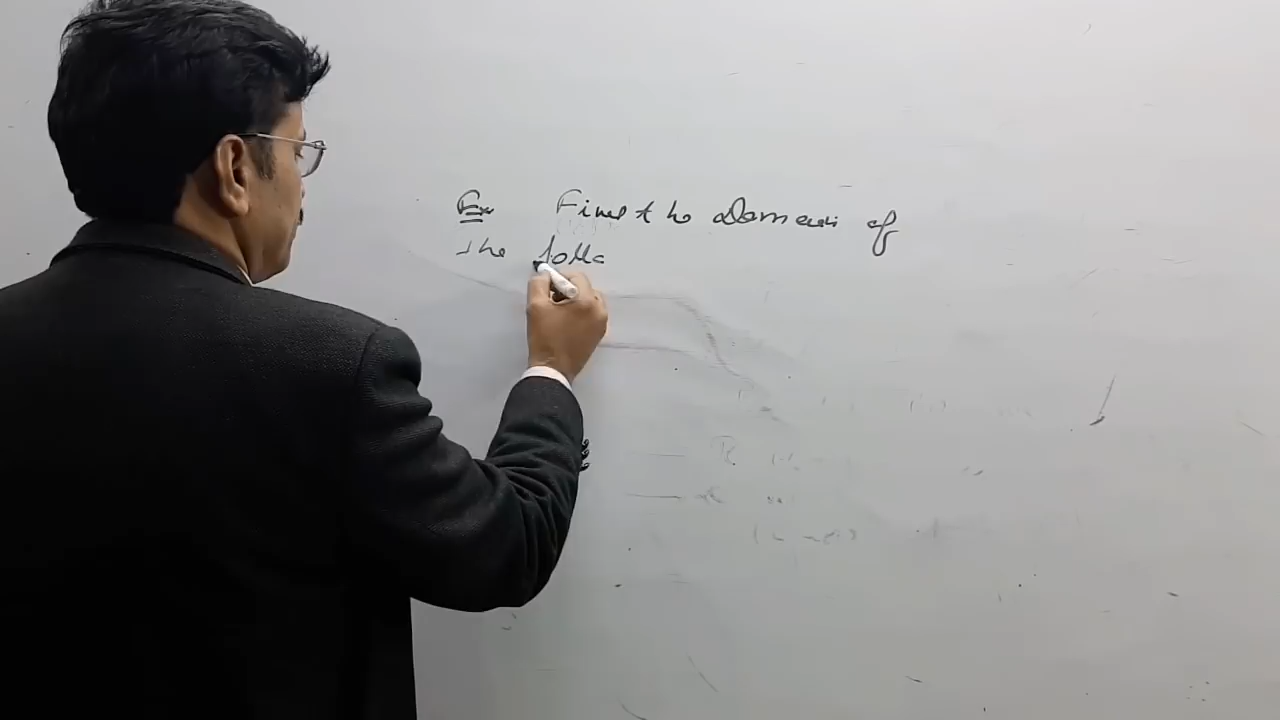 Ex Find the Domain of
the follo